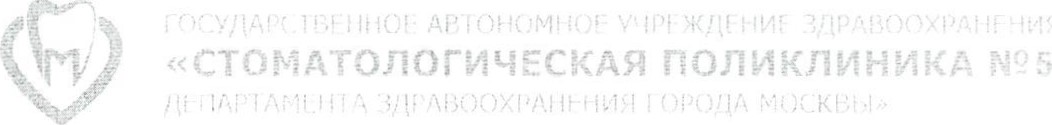 ГОСУДАРСТВЕННОЕ АВТОНОМНОЕ УЧРЕЖДЕНИЕ ЗДРАВООХРАНЕНИЯ
«СТОМАТОЛОГИЧЕСКАЯ ПОЛИКЛИНИКА №5
ДЕПАРТАМЕНТА ЗДРАВООХРАНЕНИЯ ГОРОДА МОСКВЫ»